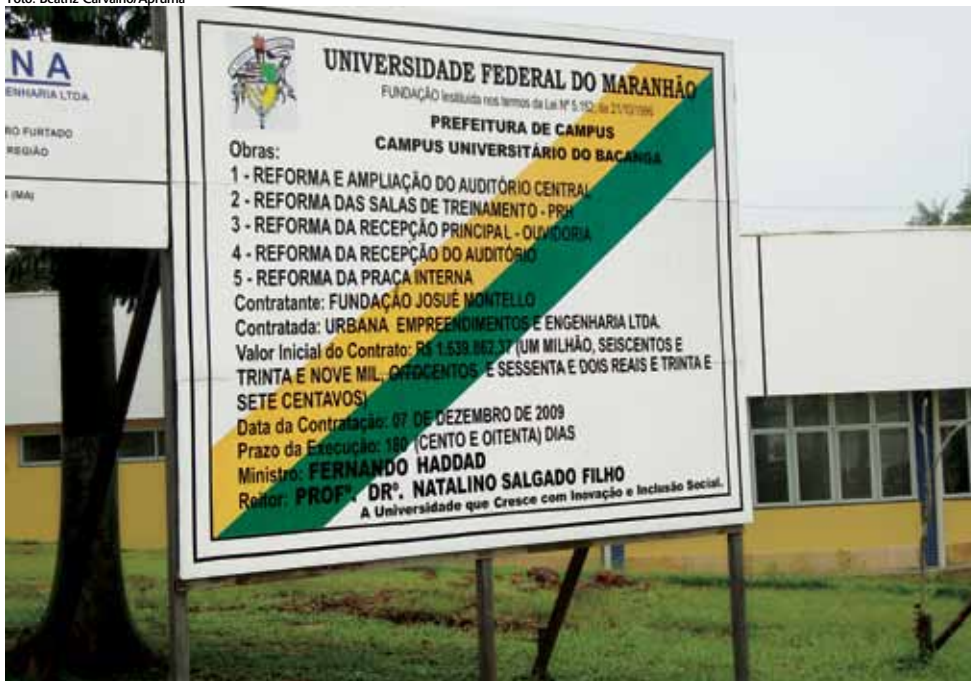 Foto: Beatriz Carvalho/Apruma
N A
ENHARIA LTDA
RO FURTADO
REGIÃO
(MA)
UNIVERSIDADE FEDERAL DO MARANHÃO
FUNDAÇÃO Instituída nos termos da Lei Nº 5.152, de 21/10/1966
PREFEITURA DE CAMPUS
CAMPUS UNIVERSITÁRIO DO BACANGA
Obras:
1 - REFORMA E AMPLIAÇÃO DO AUDITÓRIO CENTRAL
2 - REFORMA DAS SALAS DE TREINAMENTO - PRH
3 - REFORMA DA RECEPÇÃO PRINCIPAL - OUVIDORIA
4 - REFORMA DA RECEPÇÃO DO AUDITÓRIO
5 - REFORMA DA PRAÇA INTERNA
Contratante: FUNDAÇÃO JOSUÉ MONTELLO
Contratada: URBANA EMPREENDIMENTOS E ENGENHARIA LTDA.
Valor Inicial do Contrato: R$ 1.639.862,37 (UM MILHÃO, SEISCENTOS E
TRINTA E NOVE MIL, OITOCENTOS E SESSENTA E DOIS REAIS E TRINTA E
SETE CENTAVOS)
Data da Contratação: 07 DE DEZEMBRO DE 2009
Prazo da Execução: 180 (CENTO E OITENTA) DIAS
Ministro: FERNANDO HADDAD
Reitor: PROFº. DRº. NATALINO SALGADO FILHO
A Universidade que Cresce com Inovação e Inclusão Social.